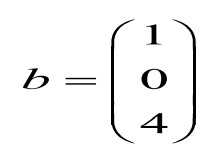 b = (1
0
4)